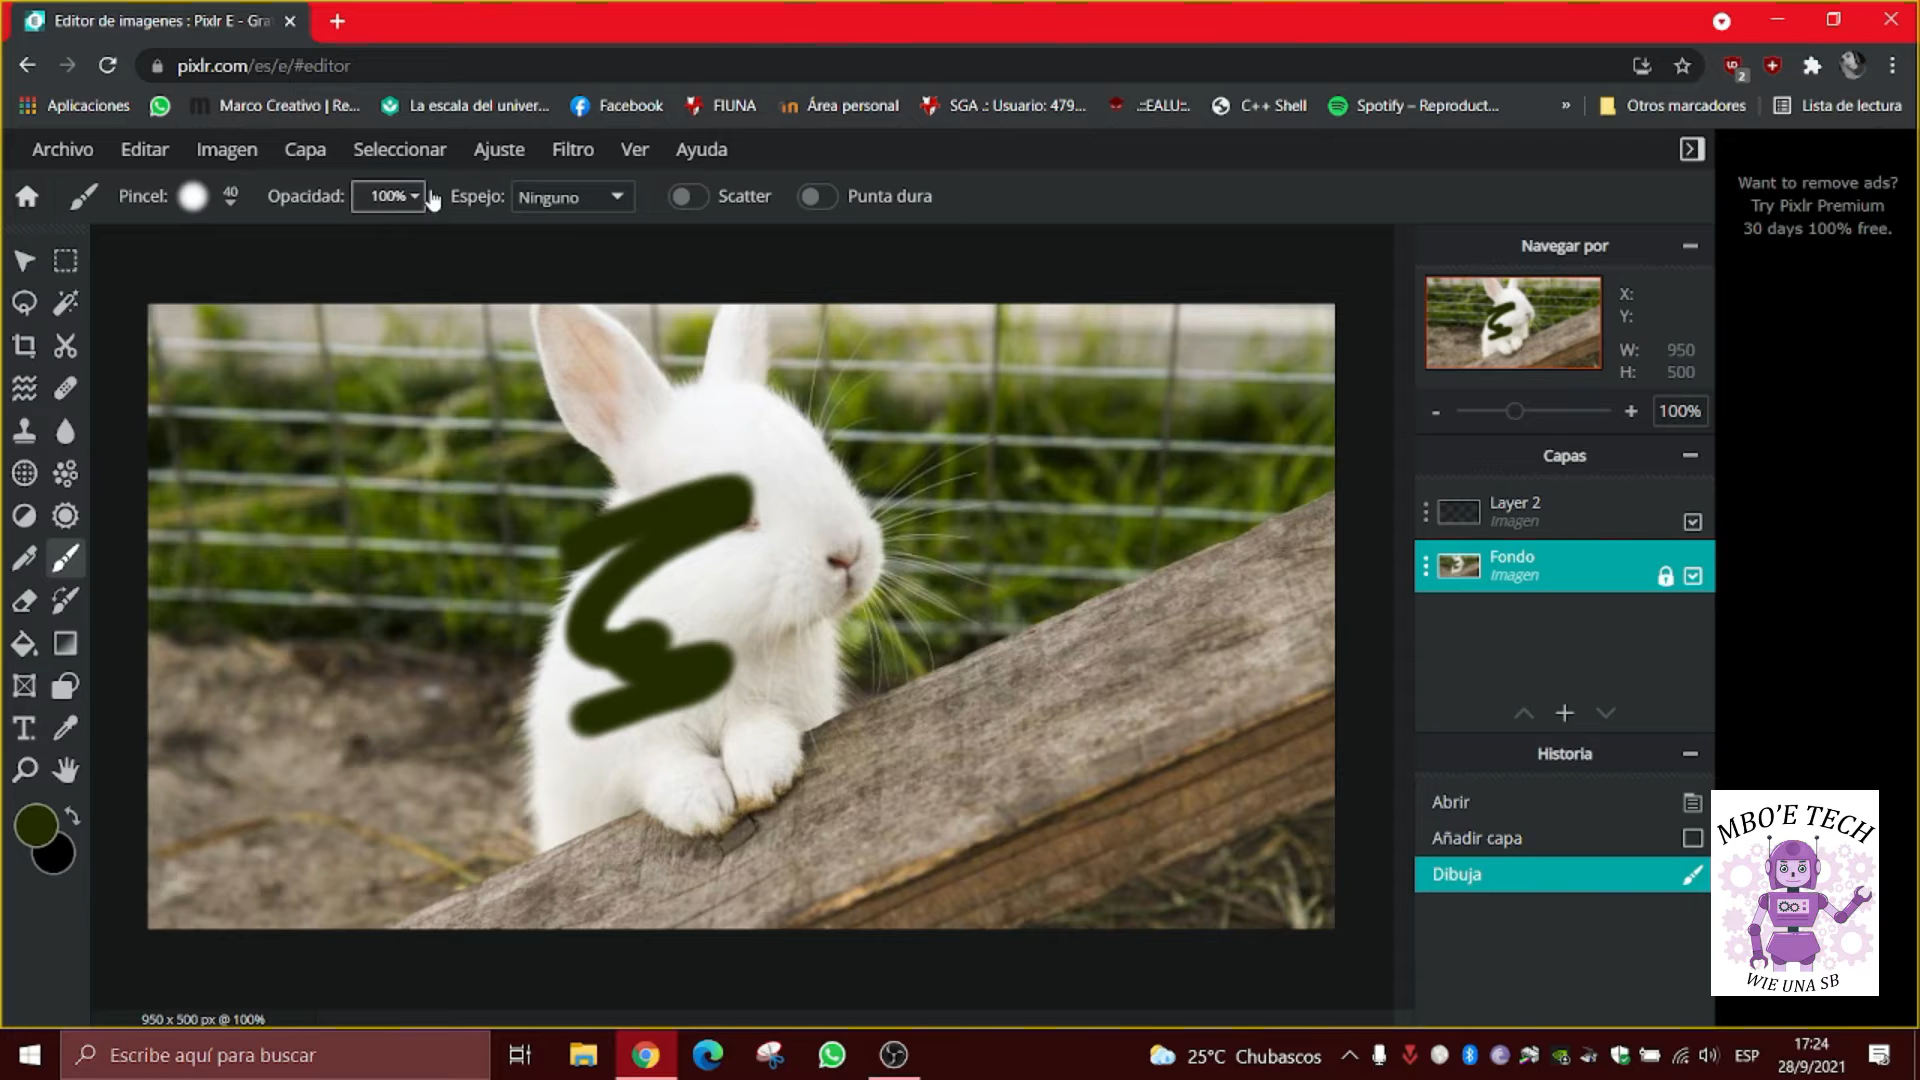 Editor de imagenes : Pixlr E - Gra
pixlr.com/es/e/#editor
2
Aplicaciones
Marco Creativo | Re...
La escala del univer...
Facebook
FIUNA
Área personal
SGA .: Usuario: 479...
.::EALU::.
C++ Shell
Spotify – Reproduct...
»
Otros marcadores
Lista de lectura
Archivo
Editar
Imagen
Capa
Seleccionar
Ajuste
Filtro
Ver
Ayuda
Pincel:
40
Opacidad:
100%
Espejo:
Ninguno
Scatter
Punta dura
Want to remove ads?
Try Pixlr Premium
30 days 100% free.
Navegar por
X:
Y:
W: 950
H: 500
- + 100%
Capas
Layer 2
Imagen
Fondo
Imagen
Historia
Abrir
Añadir capa
Dibuja
MBO'E TECH
WIE UNA SB
950 x 500 px @ 100%
Escribe aquí para buscar
25°C Chubascos
ESP
17:24
28/9/2021